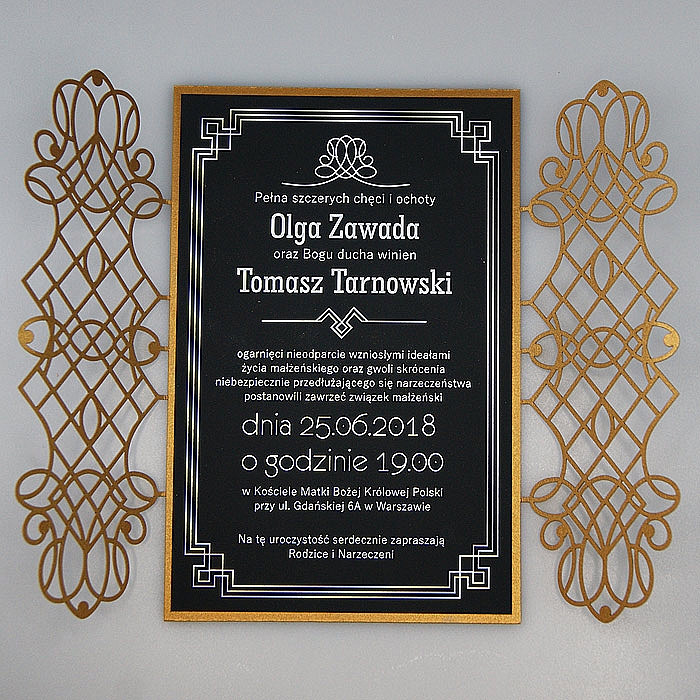 Pełna szczerych chęci i ochoty
Olga Zawada
oraz Bogu ducha winien
Tomasz Tarnowski
ogarnięci nieodparcie wzniosłymi ideałami
życia małżeńskiego oraz gwoli skrócenia
niebezpiecznie przedłużającego się narzeczeństwa
postanowili zawrzeć związek małżeński
dnia 25.06.2018
o godzinie 19.00
w Kościele Matki Bożej Królowej Polski
przy ul. Gdańskiej 6A w Warszawie
Na tę uroczystość serdecznie zapraszają
Rodzice i Narzeczeni